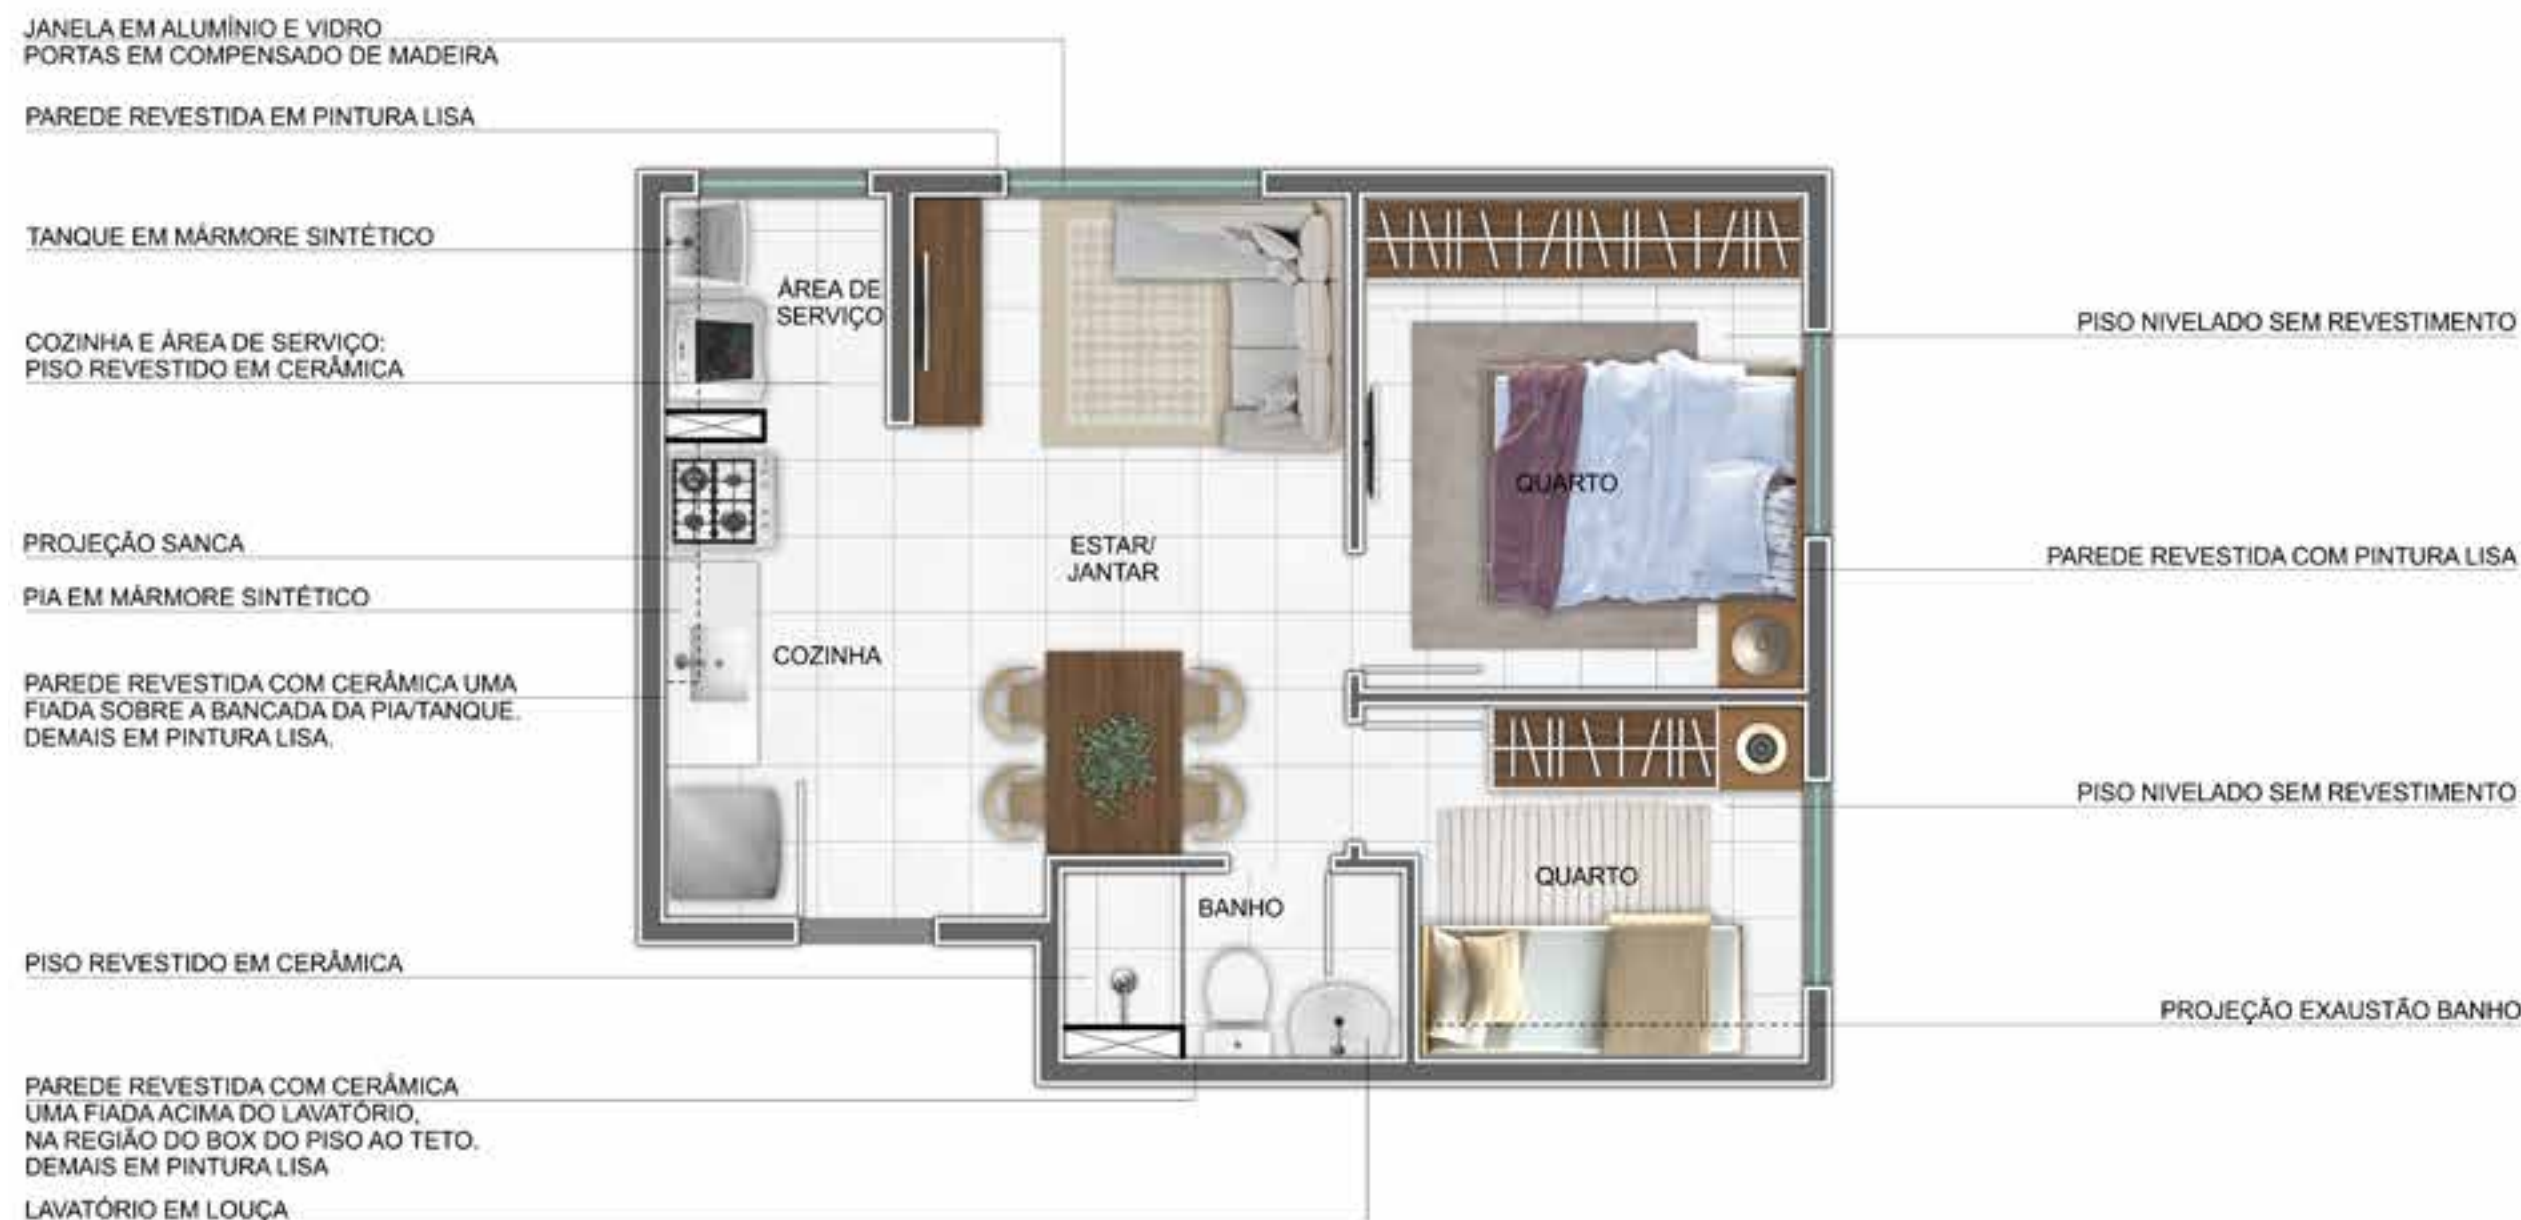 JANELA EM ALUMÍNIO E VIDRO
PORTAS EM COMPENSADO DE MADEIRA
PAREDE REVESTIDA EM PINTURA LISA
TANQUE EM MÁRMORE SINTÉTICO
COZINHA E ÁREA DE SERVIÇO:
PISO REVESTIDO EM CERÂMICA
PROJEÇÃO SANCA
PIA EM MÁRMORE SINTÉTICO
PAREDE REVESTIDA COM CERÂMICA UMA
FIADA SOBRE A BANCADA DA PIA/TANQUE.
DEMAIS EM PINTURA LISA.
PISO REVESTIDO EM CERÂMICA
PAREDE REVESTIDA COM CERÂMICA
UMA FIADA ACIMA DO LAVATÓRIO,
NA REGIÃO DO BOX DO PISO AO TETO.
DEMAIS EM PINTURA LISA
LAVATÓRIO EM LOUÇA
ÁREA DE
SERVIÇO
ESTAR/
JANTAR
COZINHA
BANHO
QUARTO
QUARTO
PISO NIVELADO SEM REVESTIMENTO
PAREDE REVESTIDA COM PINTURA LISA
PISO NIVELADO SEM REVESTIMENTO
PROJEÇÃO EXAUSTÃO BANHO